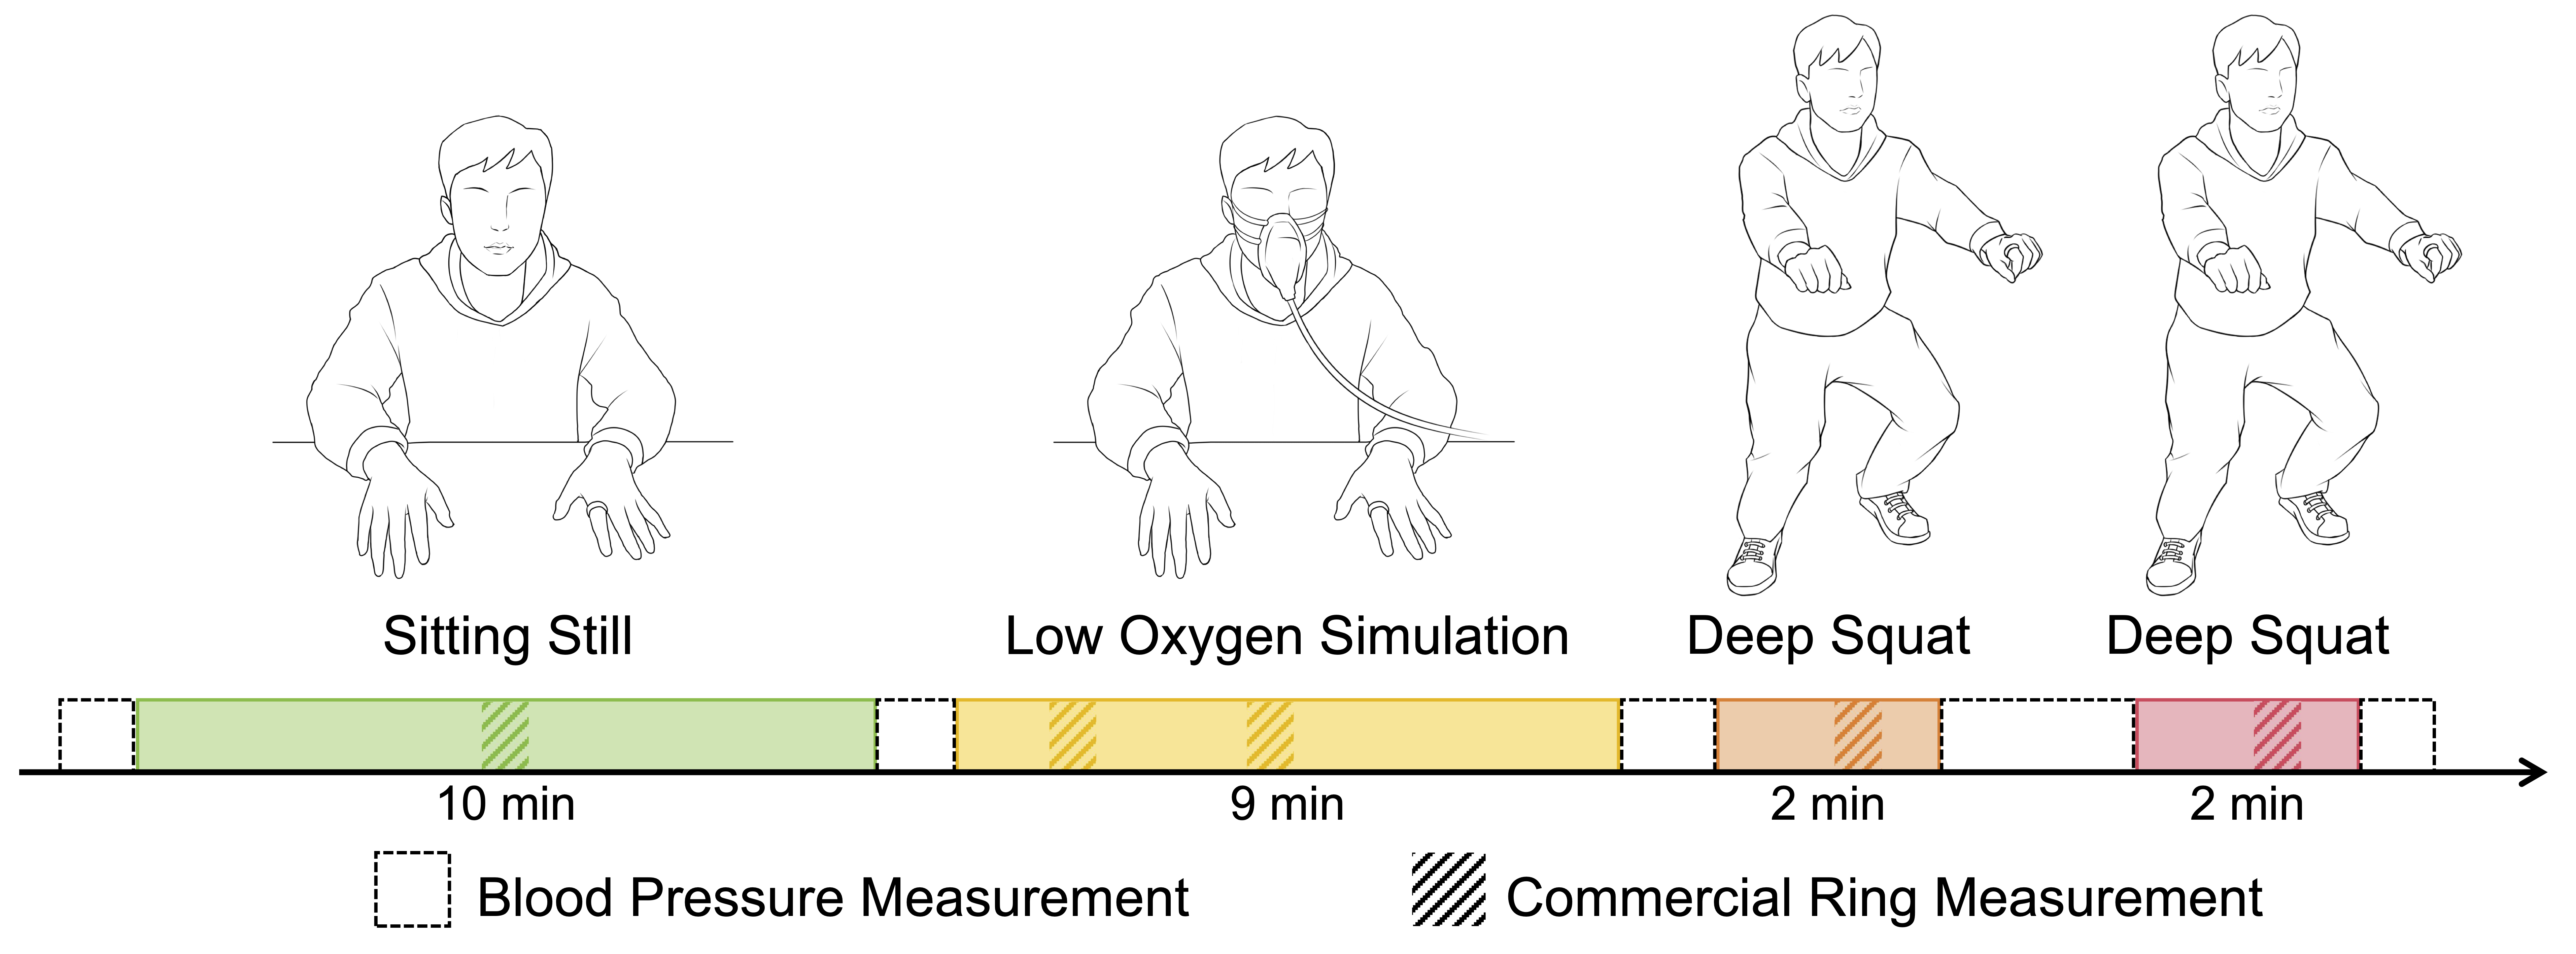 Sitting Still
Low Oxygen Simulation
Deep Squat
Deep Squat
10 min
9 min
2 min
2 min
Blood Pressure Measurement
Commercial Ring Measurement